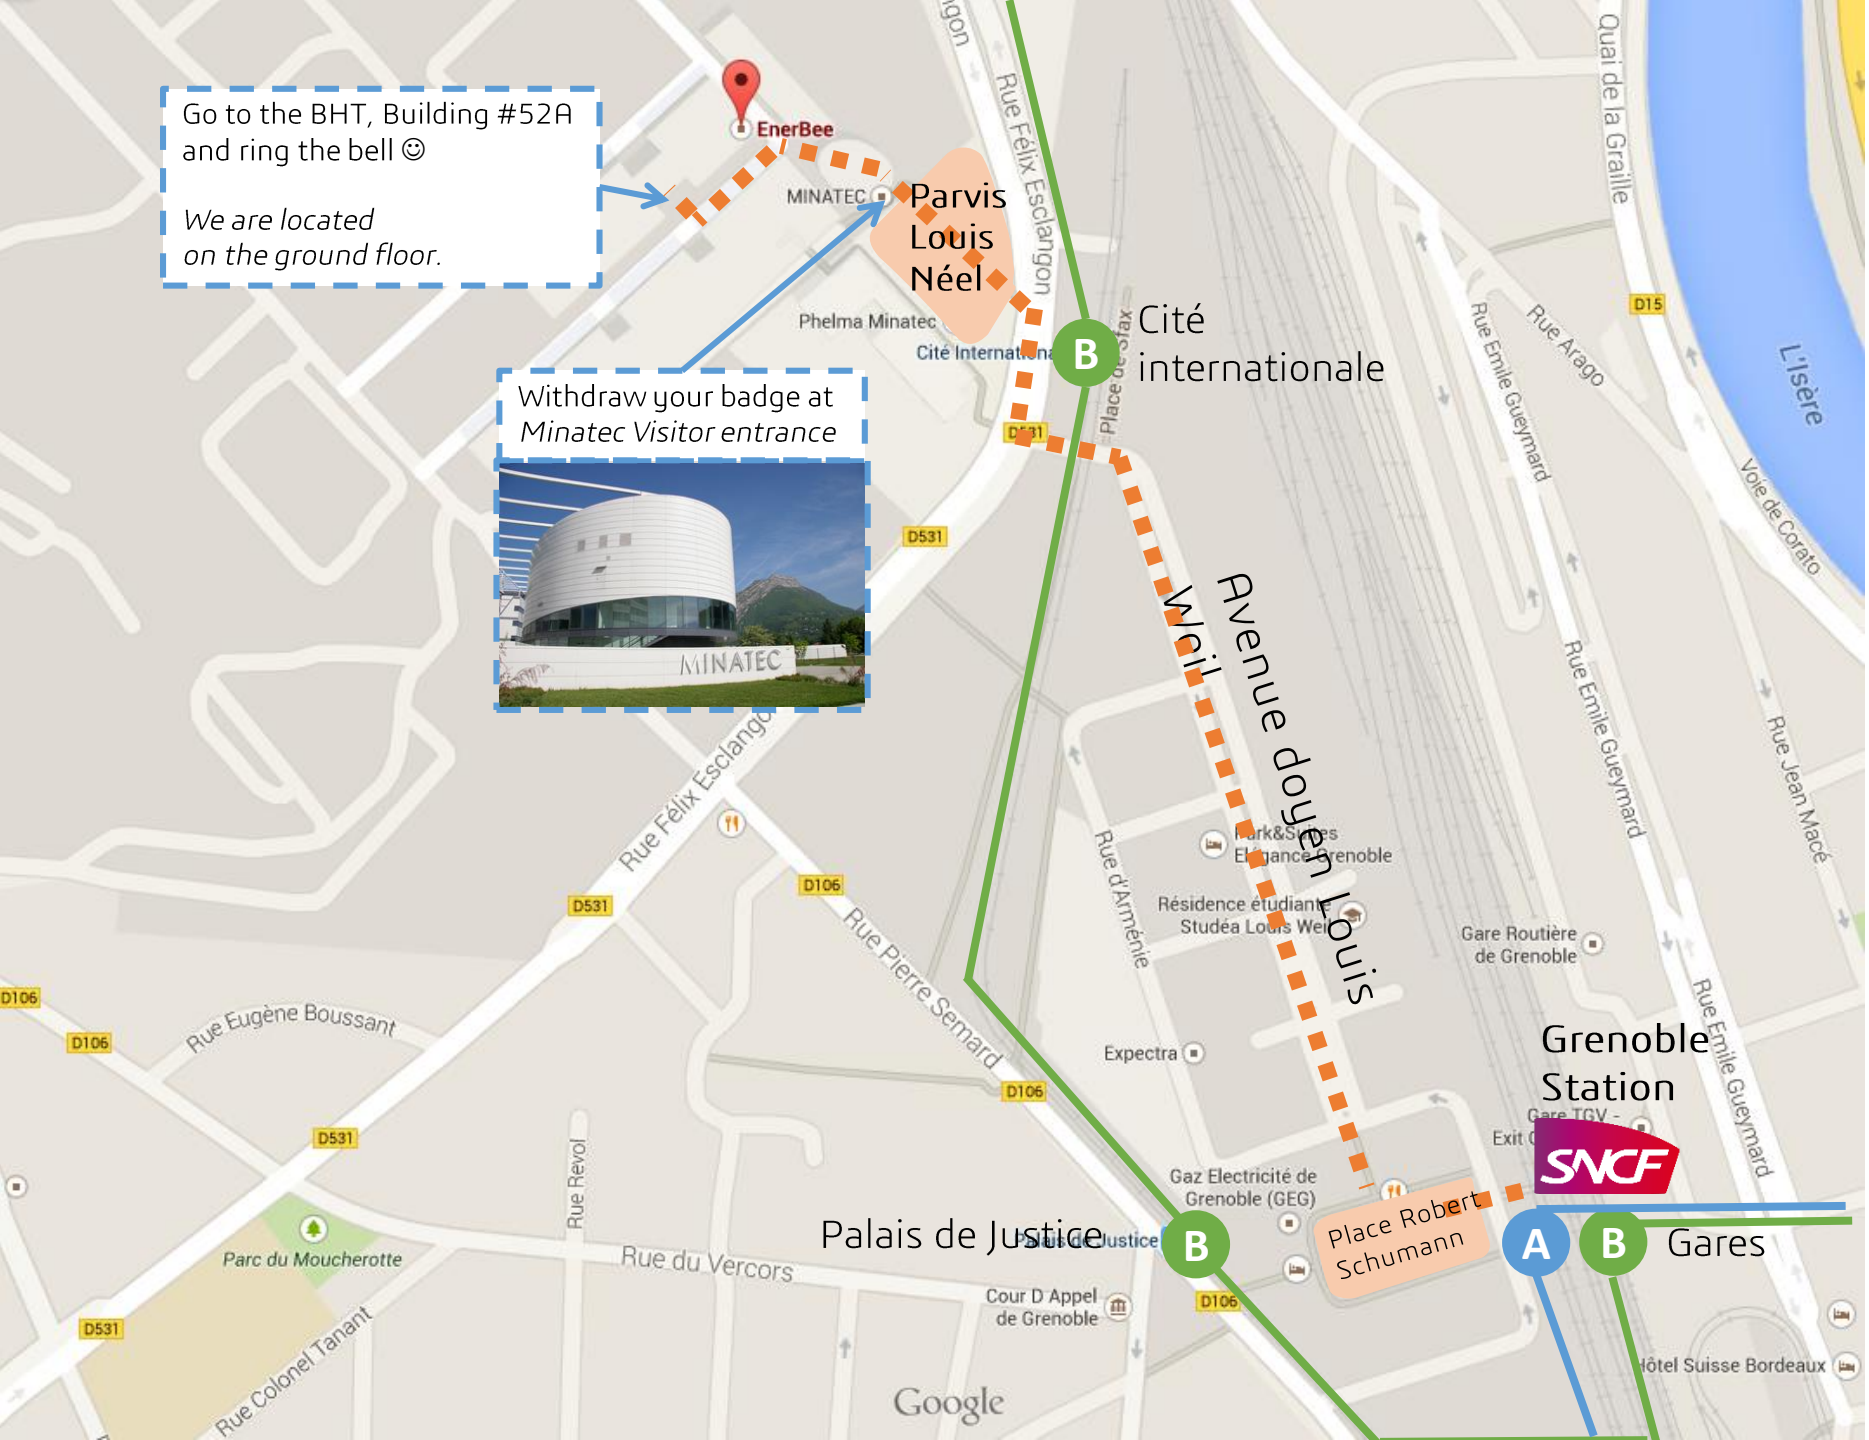 Go to the BHT, Building #52A
and ring the bell ☺
We are located
on the ground floor.
EnerBee
MINATEC
Parvis
Louis
Néel
Rue Félix Esclangon
Quai de la Graille
D15
L'Isère
Rue Arago
Rue Emile Gueymard
Phelma Minatec
Cité Internationa
B
Cité
internationale
Place de Sfax
Withdraw your badge at
Minatec Visitor entrance
MINATEC
D531
D531
Voie de Corato
Avenue doyen Louis
Weil
Rue Emile Gueymard
Rue Jean Macé
Rue Félix Esclango
Park&Suites
Elégance Grenoble
Rue d'Arménie
D106
D531
Résidence étudiante
Studéa Louis Weil
Rue Pierre Semard
Gare Routière
de Grenoble
D106
D106
Rue Eugène Boussant
Expectra
Rue Emile Gueymard
Grenoble
Station
D106
Gare TGV -
Exit
SNCF
D531
Rue Revol
Gaz Electricité de
Grenoble (GEG)
Place Robert
Schumann
Palais de Justice
Palais de Justice
B
A
B
Gares
Parc du Moucherotte
Rue du Vercors
Cour D Appel
de Grenoble
D106
D531
Rue Colonel Tanant
Hôtel Suisse Bordeaux
Google